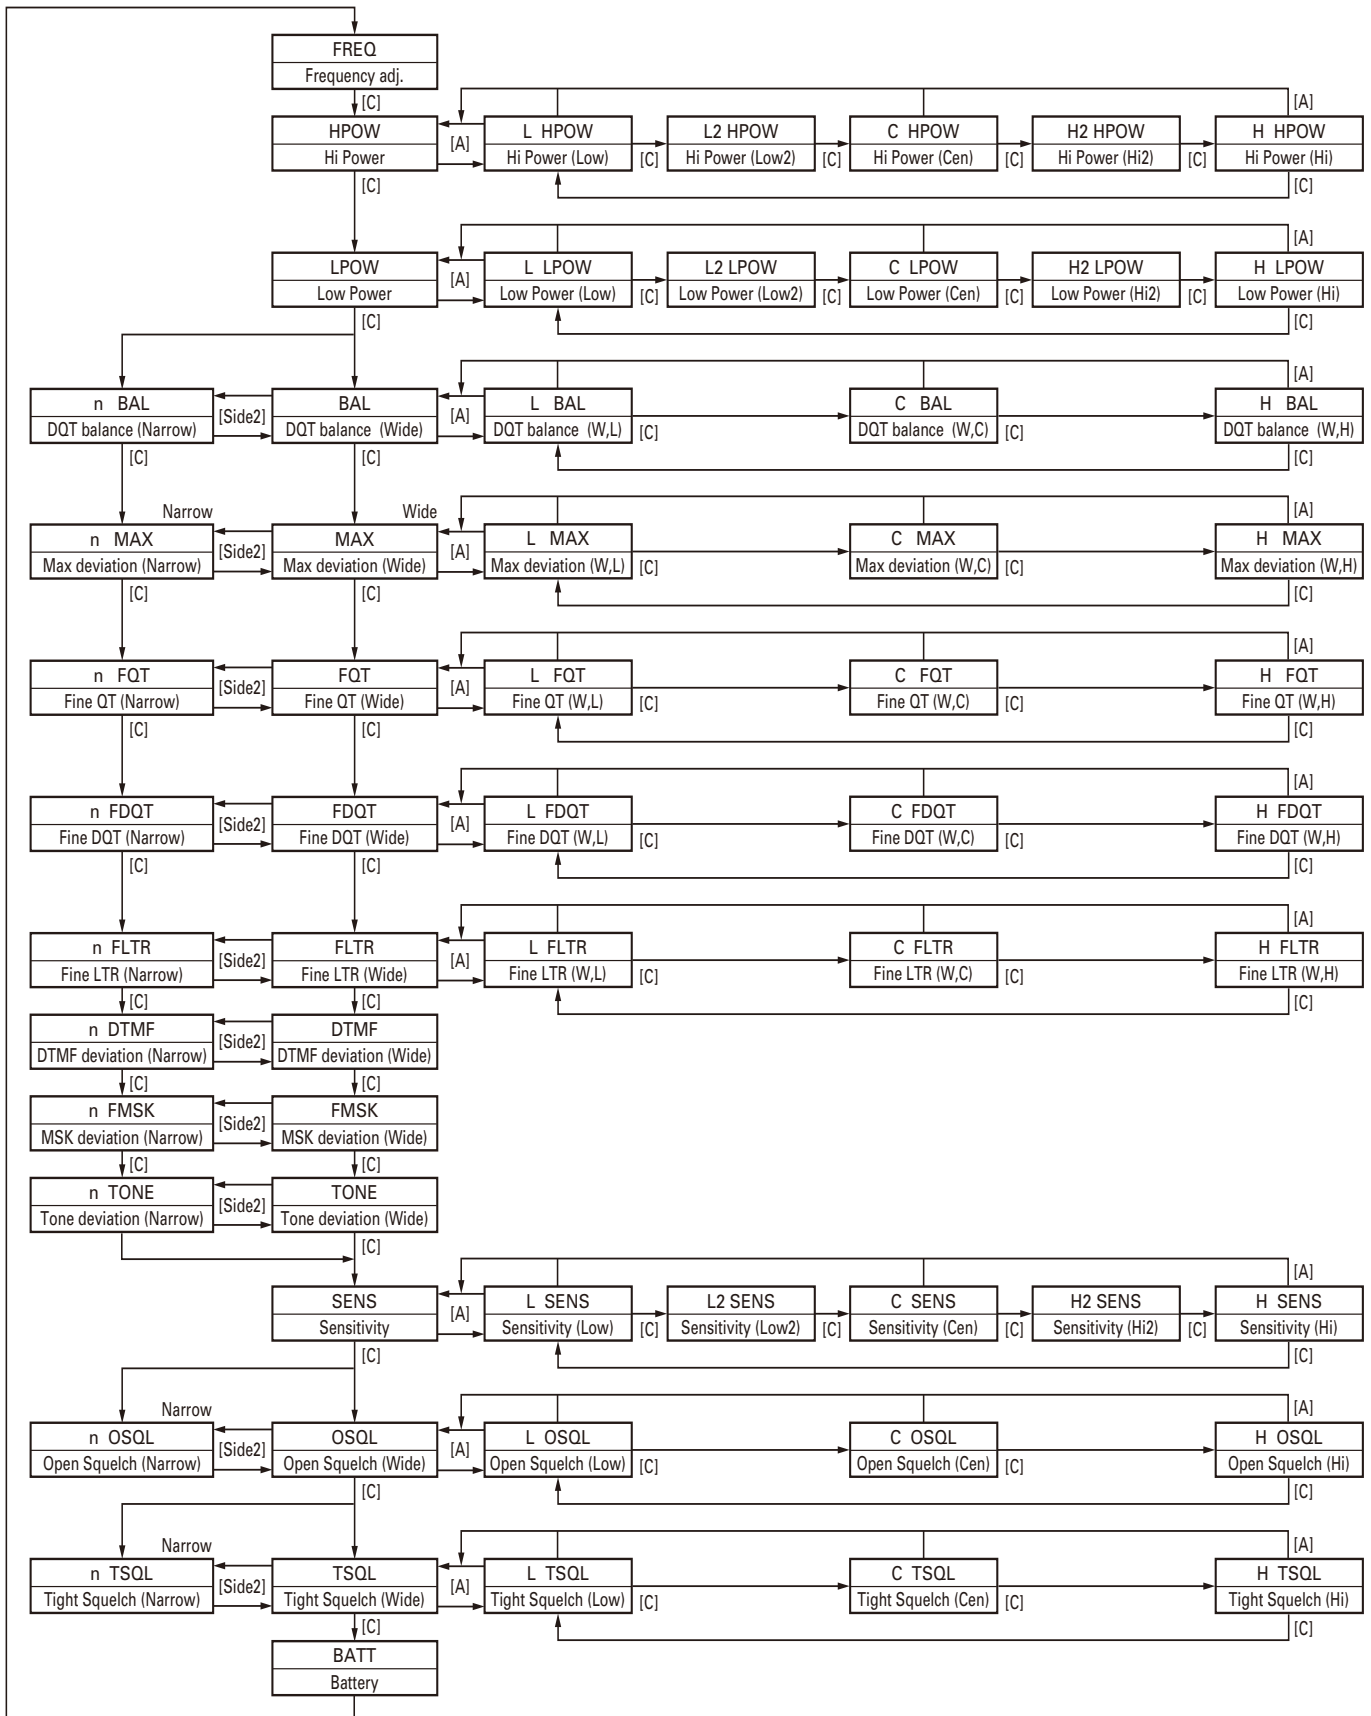 FREQ
Frequency adj.
[C]
[A]
HPOW L HPOW L2 HPOW C HPOW H2 HPOW H HPOW
[A]
Hi Power Hi Power (Low) [C] Hi Power (Low2) [C] Hi Power (Cen) [C] Hi Power (Hi2) [C] Hi Power (Hi)
[C] [C]
[A]
LPOW L LPOW L2 LPOW C LPOW H2 LPOW H LPOW
[A]
Low Power Low Power (Low) [C] Low Power (Low2) [C] Low Power (Cen) [C] Low Power (Hi2) [C] Low Power (Hi)
[C] [C]
[A]
n BAL BAL L BAL C BAL H BAL
[Side2] [A]
DQT balance (Narrow) DQT balance (Wide) DQT balance (W,L) [C] DQT balance (W,C) [C] DQT balance (W,H)
[C] [C] [C]
Narrow Wide [A]
n MAX MAX L MAX C MAX H MAX
[Side2] [A]
Max deviation (Narrow) Max deviation (Wide) Max deviation (W,L) [C] Max deviation (W,C) [C] Max deviation (W,H)
[C] [C] [C]
[A]
n FQT FQT L FQT C FQT H FQT
[Side2] [A]
Fine QT (Narrow) Fine QT (Wide) Fine QT (W,L) [C] Fine QT (W,C) [C] Fine QT (W,H)
[C] [C] [C]
[A]
n FDQT FDQT L FDQT C FDQT H FDQT
[Side2] [A]
Fine DQT (Narrow) Fine DQT (Wide) Fine DQT (W,L) [C] Fine DQT (W,C) [C] Fine DQT (W,H)
[C] [C] [C]
[A]
n FLTR FLTR L FLTR C FLTR H FLTR
[Side2] [A]
Fine LTR (Narrow) Fine LTR (Wide) Fine LTR (W,L) [C] Fine LTR (W,C) [C] Fine LTR (W,H)
[C] [C] [C]
n DTMF DTMF
[Side2]
DTMF deviation (Narrow) DTMF deviation (Wide)
[C] [C]
n FMSK FMSK
[Side2]
MSK deviation (Narrow) MSK deviation (Wide)
[C] [C]
n TONE TONE
[Side2]
Tone deviation (Narrow) Tone deviation (Wide)
[C]
[A]
SENS L SENS L2 SENS C SENS H2 SENS H SENS
[A]
Sensitivity Sensitivity (Low) [C] Sensitivity (Low2) [C] Sensitivity (Cen) [C] Sensitivity (Hi2) [C] Sensitivity (Hi)
[C] [C]
Narrow [A]
n OSQL OSQL L OSQL C OSQL H OSQL
[Side2] [A]
Open Squelch (Narrow) Open Squelch (Wide) Open Squelch (Low) [C] Open Squelch (Cen) [C] Open Squelch (Hi)
[C] [C]
Narrow [A]
n TSQL TSQL L TSQL C TSQL H TSQL
[Side2] [A]
Tight Squelch (Narrow) Tight Squelch (Wide) Tight Squelch (Low) [C] Tight Squelch (Cen) [C] Tight Squelch (Hi)
[C] [C]
BATT
Battery